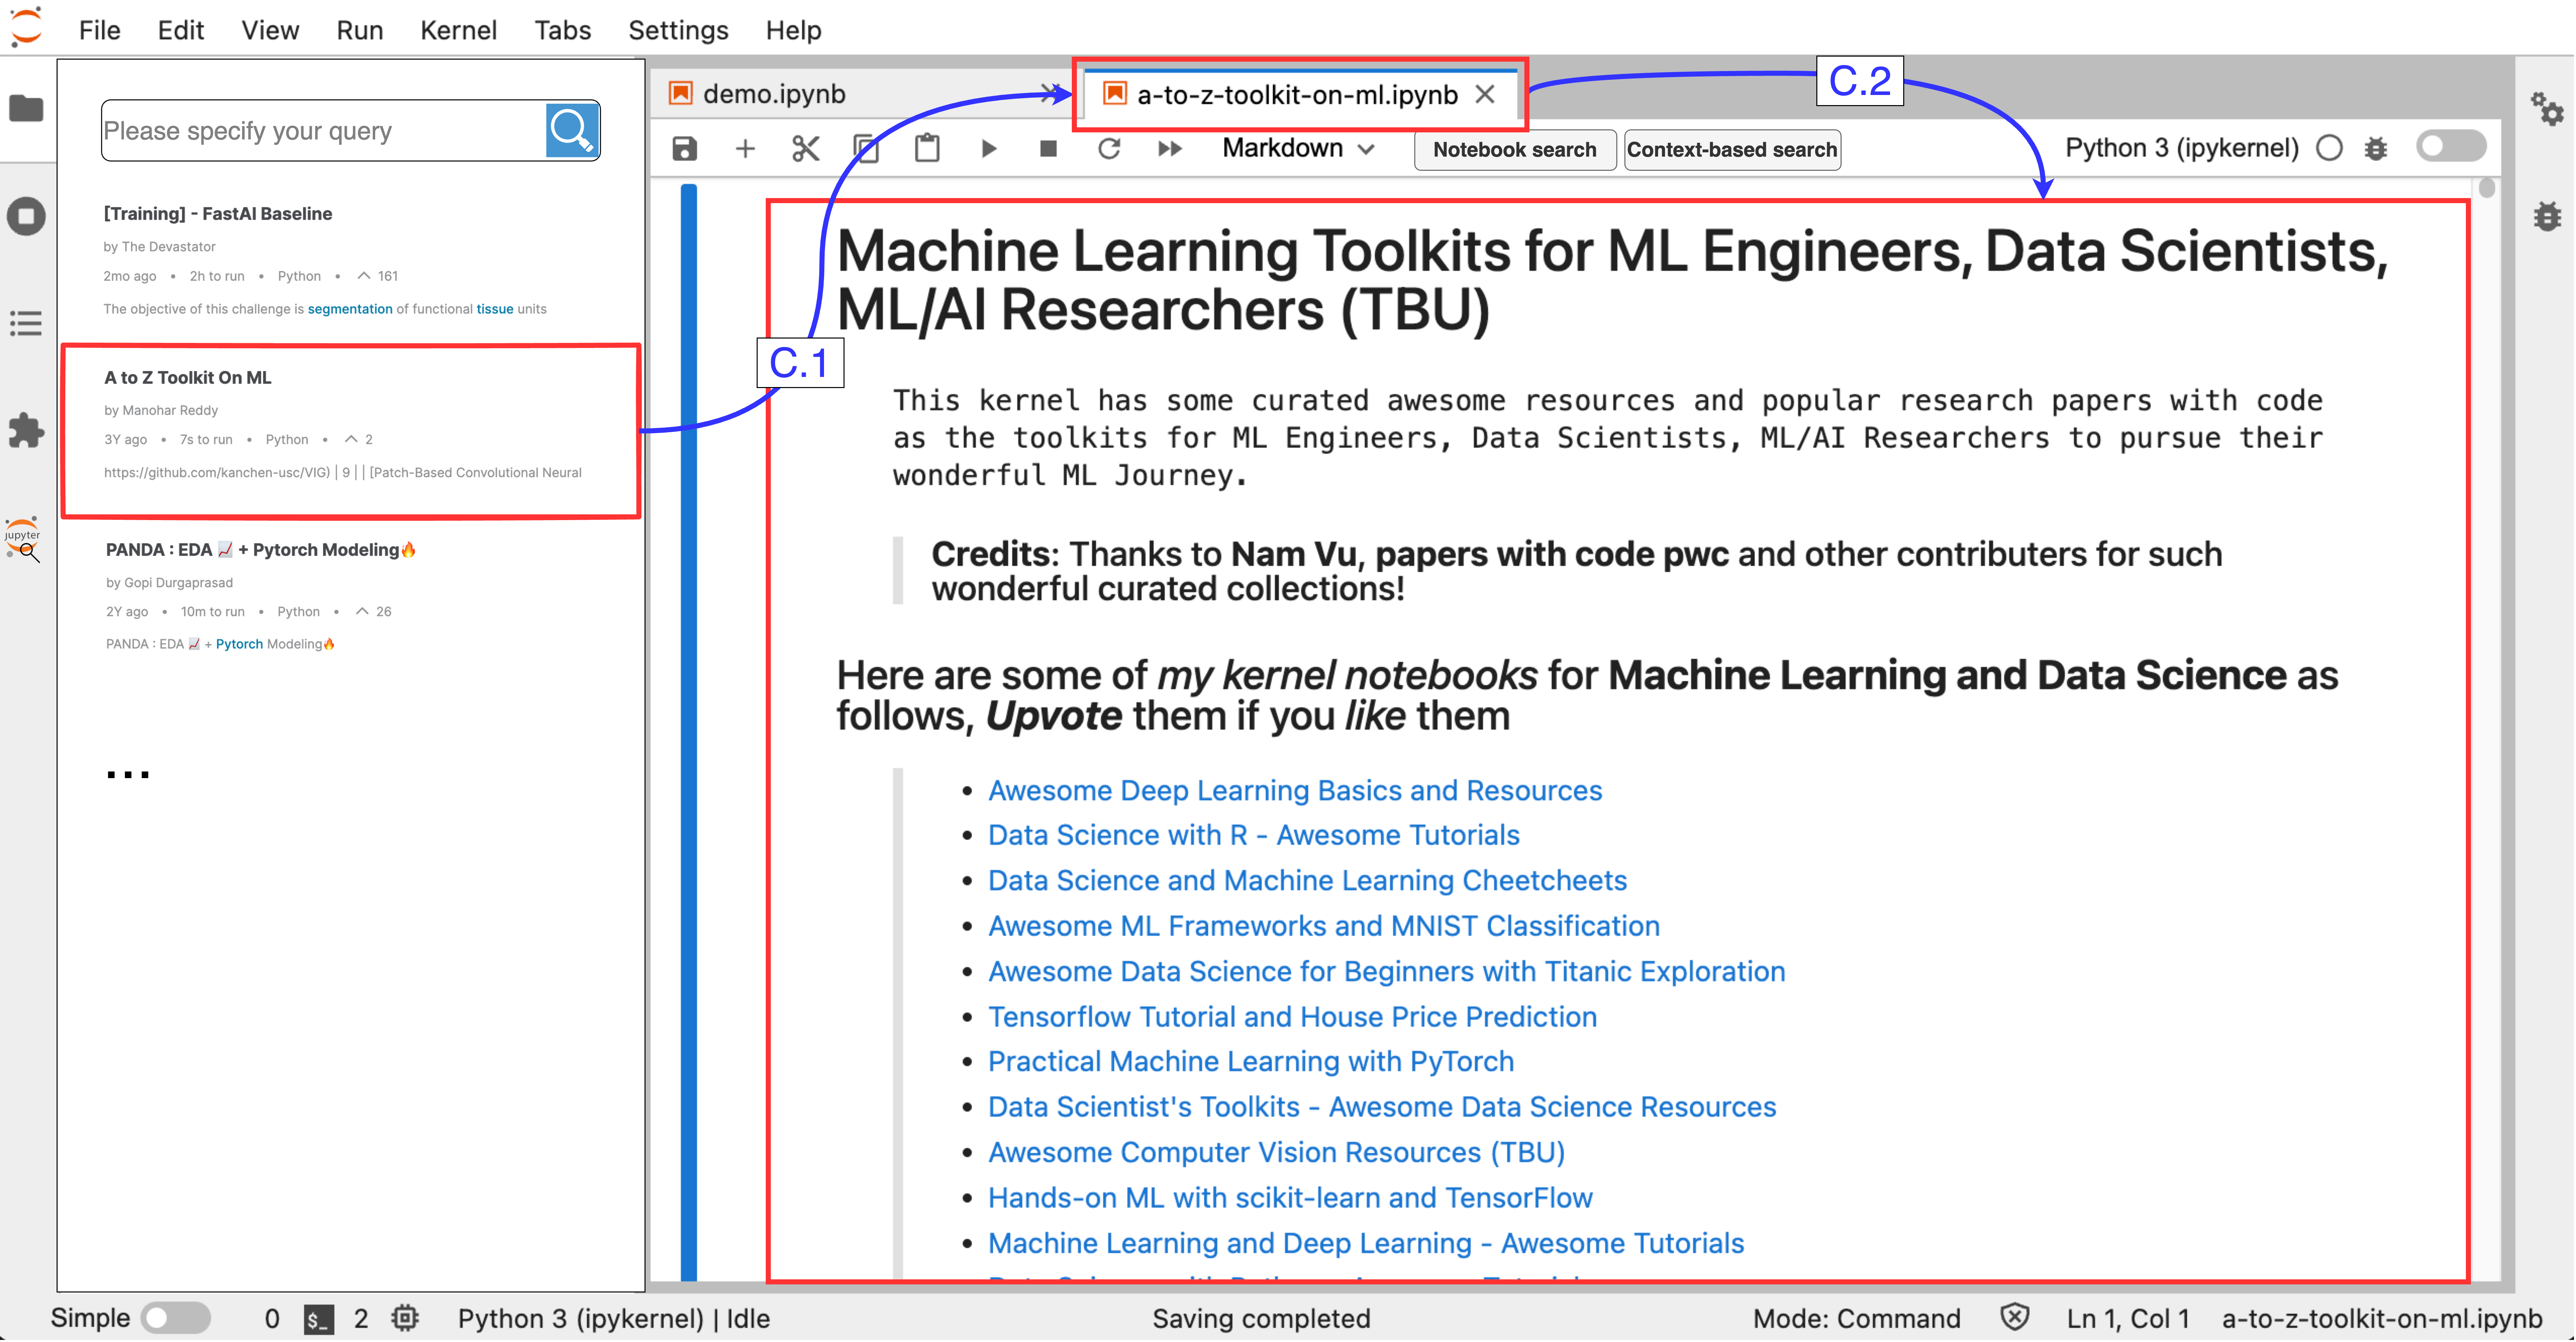 File Edit View Run Kernel Tabs Settings Help
Please specify your query
[Training] - FastAI Baseline
by The Devastator
2mo ago • 2h to run • Python • 161
The objective of this challenge is segmentation of functional tissue units
A to Z Toolkit On ML
by Manohar Reddy
3Y ago • 7s to run • Python • 2
https://github.com/kanchen-usc/VIG) | 9 | | [Patch-Based Convolutional Neural
jupyter
PANDA : EDA 📈 + Pytorch Modeling🔥
by Gopi Durgaprasad
2Y ago • 10m to run • Python • 26
PANDA : EDA 📈 + Pytorch Modeling🔥
...
C.1
demo.ipynb
a-to-z-toolkit-on-ml.ipynb
C.2
Markdown Notebook search Context-based search Python 3 (ipykernel)
Machine Learning Toolkits for ML Engineers, Data Scientists,
ML/AI Researchers (TBU)
This kernel has some curated awesome resources and popular research papers with code
as the toolkits for ML Engineers, Data Scientists, ML/AI Researchers to pursue their
wonderful ML Journey.
Credits: Thanks to Nam Vu, papers with code pwc and other contributers for such
wonderful curated collections!
Here are some of my kernel notebooks for Machine Learning and Data Science as
follows, Upvote them if you like them
• Awesome Deep Learning Basics and Resources
• Data Science with R - Awesome Tutorials
• Data Science and Machine Learning Cheetcheets
• Awesome ML Frameworks and MNIST Classification
• Awesome Data Science for Beginners with Titanic Exploration
• Tensorflow Tutorial and House Price Prediction
• Practical Machine Learning with PyTorch
• Data Scientist's Toolkits - Awesome Data Science Resources
• Awesome Computer Vision Resources (TBU)
• Hands-on ML with scikit-learn and TensorFlow
• Machine Learning and Deep Learning - Awesome Tutorials
Simple 0 $_ 2 Python 3 (ipykernel) | Idle Saving completed Mode: Command Ln 1, Col 1 a-to-z-toolkit-on-ml.ipynb